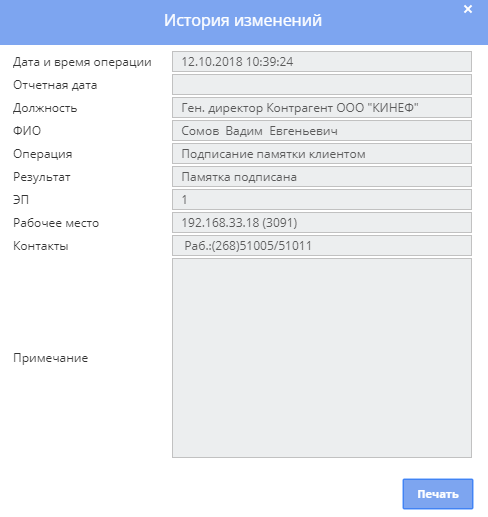 История изменений
×
Дата и время операции 12.10.2018 10:39:24
Отчетная дата
Должность Ген. директор Контрагент ООО "КИНЕФ"
ФИО Сомов Вадим Евгеньевич
Операция Подписание памятки клиентом
Результат Памятка подписана
ЭП 1
Рабочее место 192.168.33.18 (3091)
Контакты Раб.:(268)51005/51011
Примечание
Печать